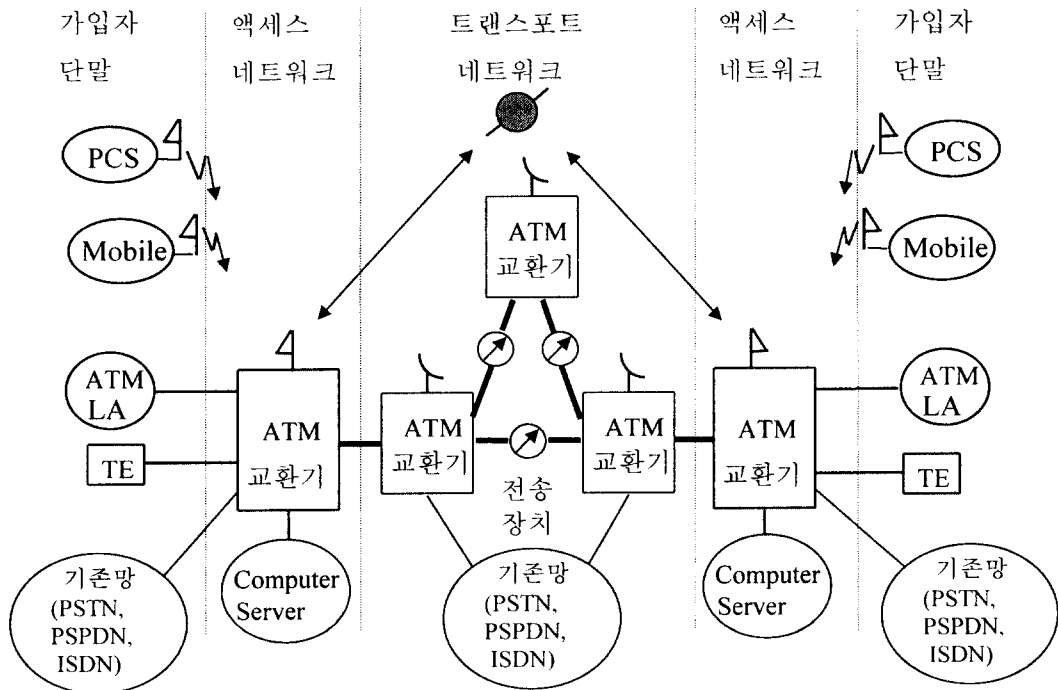 가입자
단말
액세스
네트워크
트랜스포트
네트워크
액세스
네트워크
가입자
단말
PCS
Mobile
PCS
Mobile
ATM
교환기
ATM
LA
TE
ATM
교환기
ATM
교환기
ATM
교환기
ATM
교환기
ATM
LA
TE
전송
장치
기존망
(PSTN,
PSPDN,
ISDN)
Computer
Server
기존망
(PSTN,
PSPDN,
ISDN)
Computer
Server
기존망
(PSTN,
PSPDN,
ISDN)